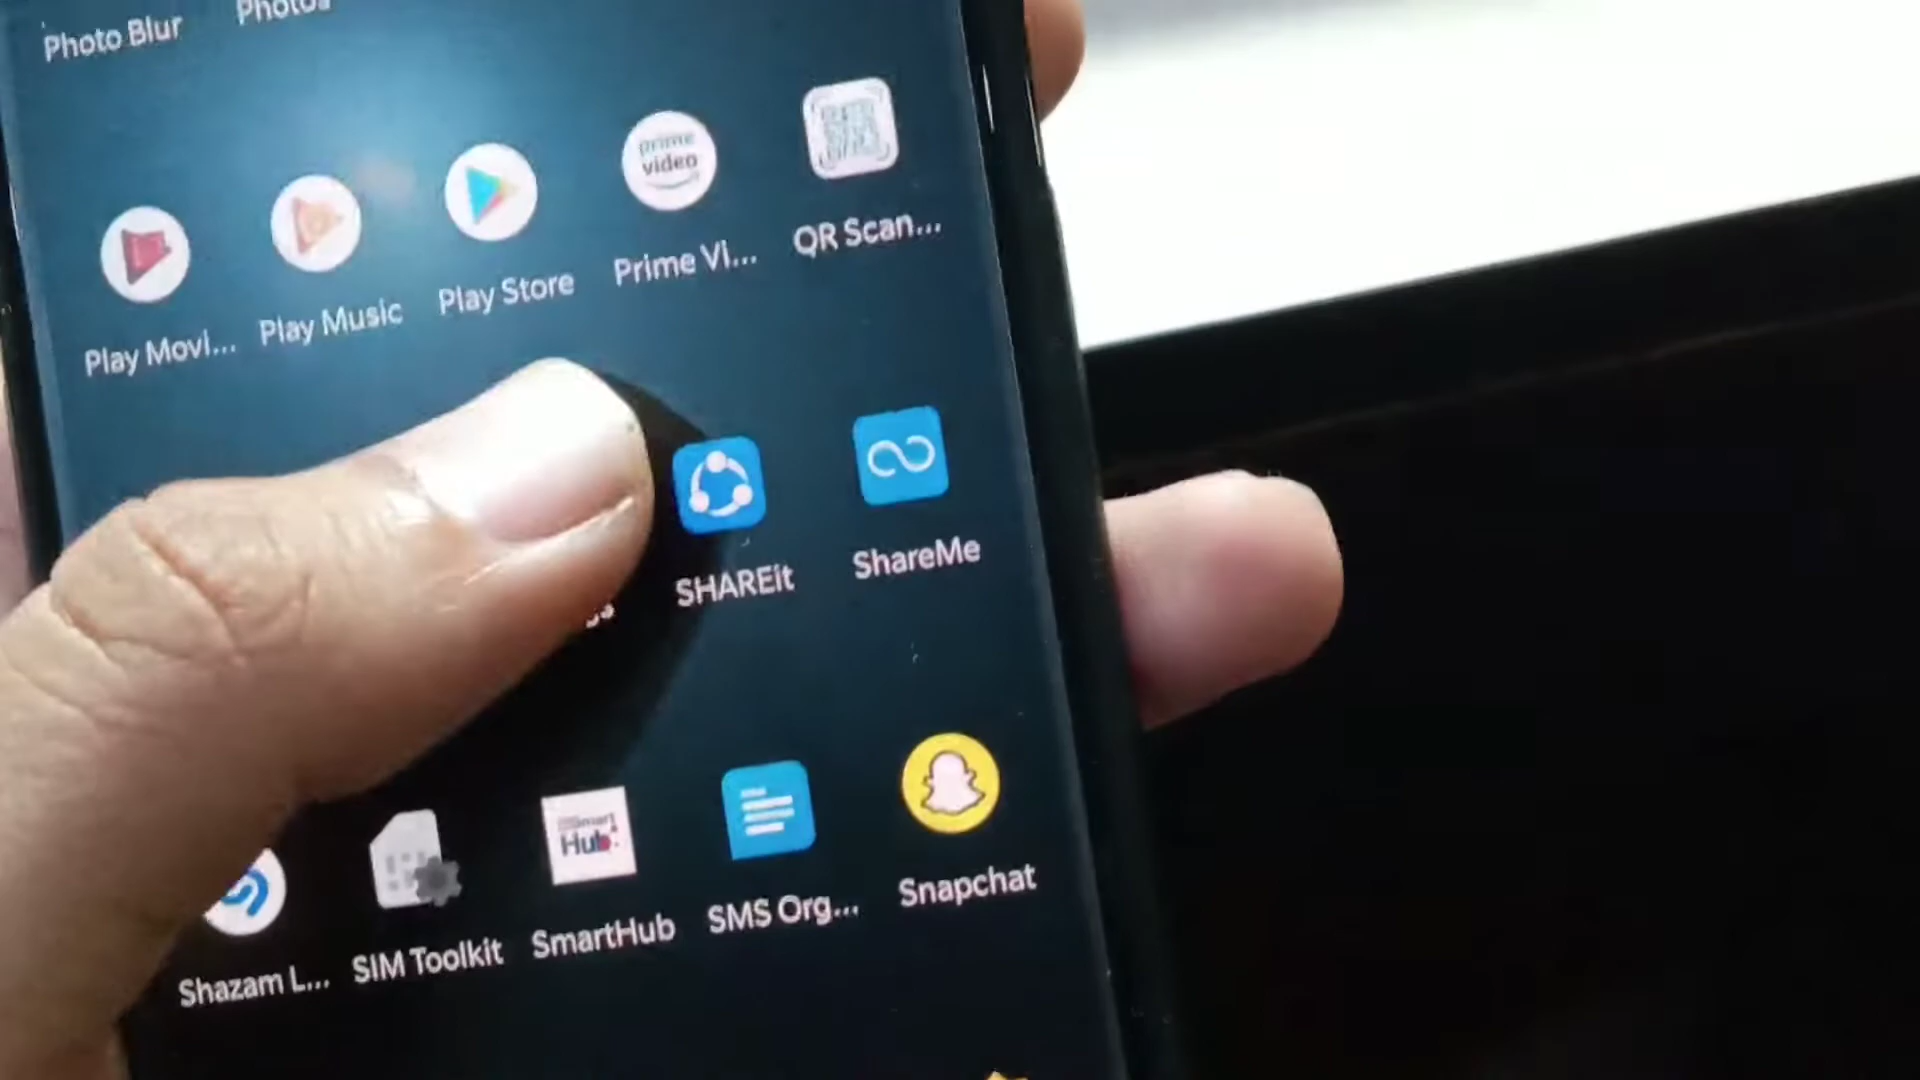 Photo Blur
Photos
prime
video
Play Movi...
Play Music
Play Store
Prime Vi...
QR Scan...
SHAREit
ShareMe
Smart
Hub
Shazam L...
SIM Toolkit
SmartHub
SMS Org...
Snapchat